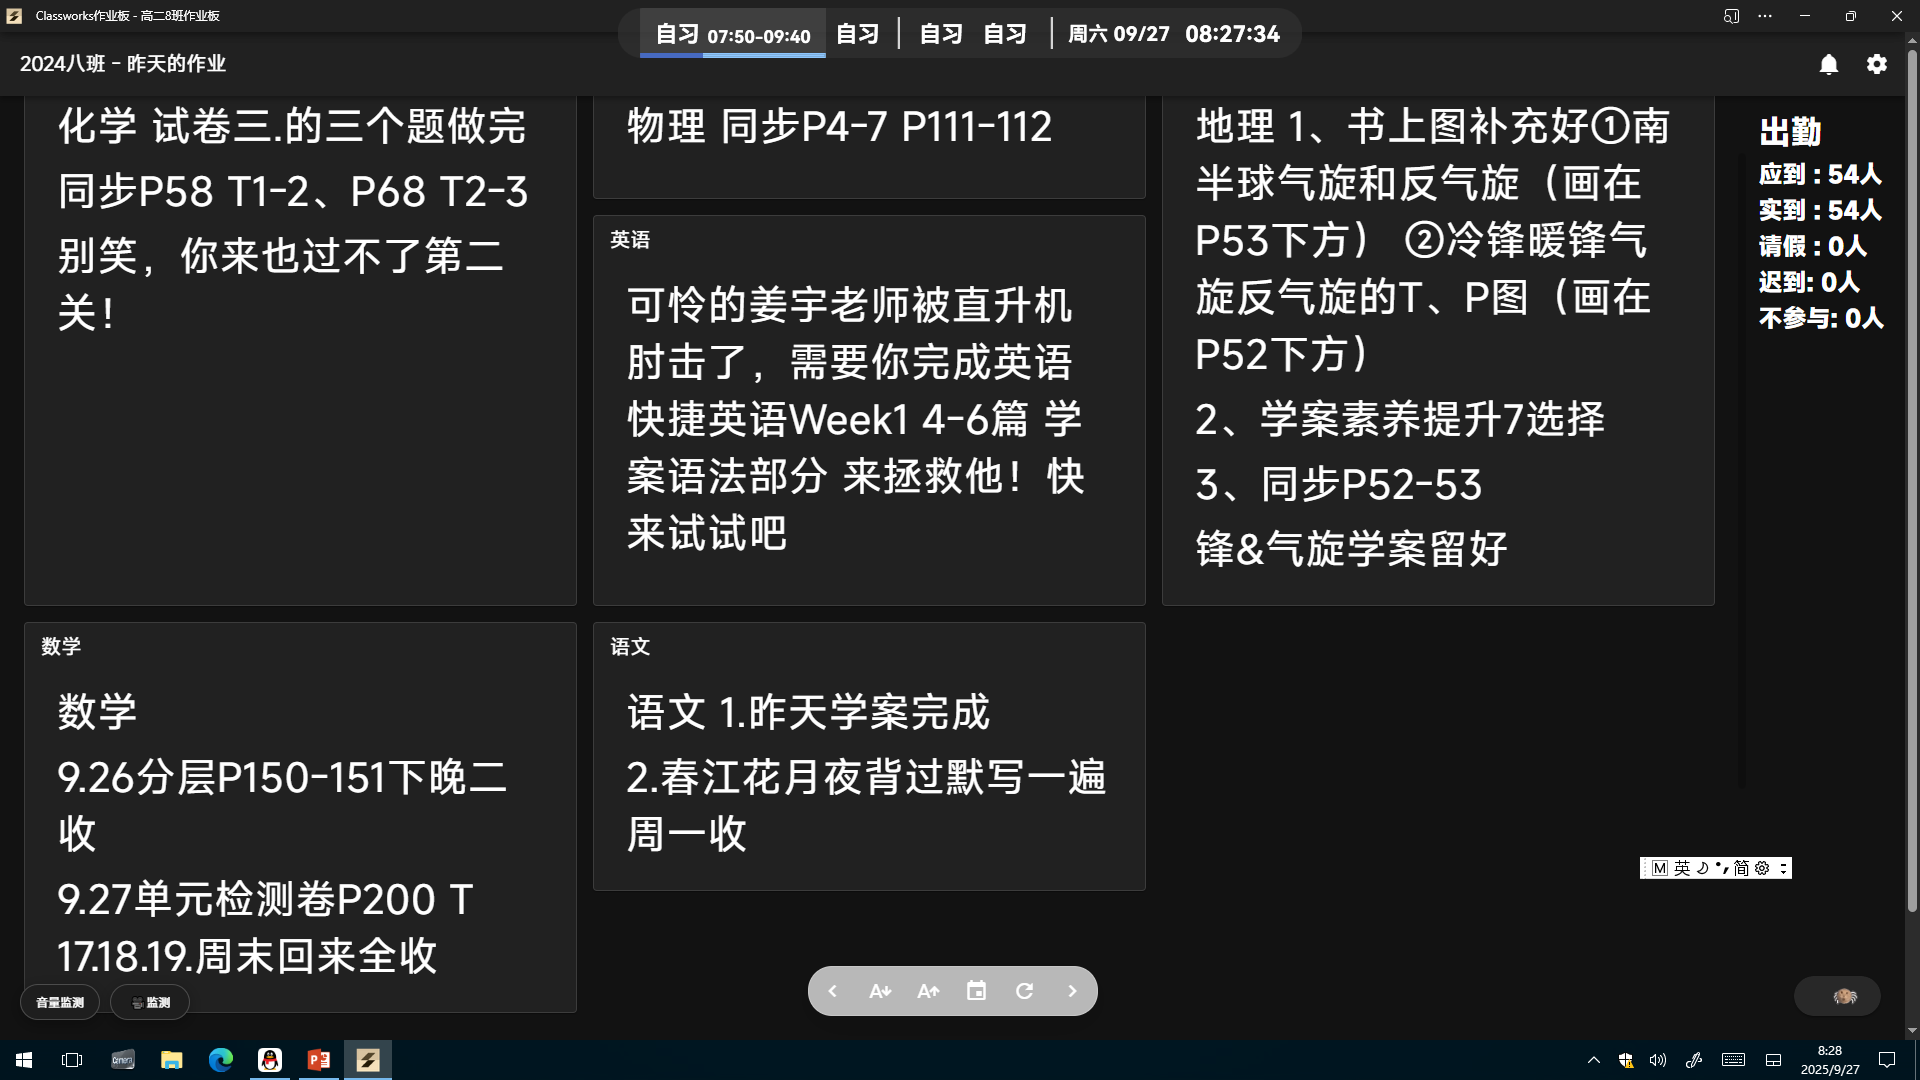 Classworks作业板 - 高二8班作业板
自习 07:50-09:40 自习 自习 自习 周六 09/27 08:27:34
2024八班 - 昨天的作业
化学 试卷三.的三个题做完
同步P58 T1-2、P68 T2-3
别笑，你来也过不了第二
关！
物理 同步P4-7 P111-112
英语
可怜的姜宇老师被直升机
肘击了，需要你完成英语
快捷英语Week1 4-6篇 学
案语法部分 来拯救他！快
来试试吧
地理 1、书上图补充好①南
半球气旋和反气旋（画在
P53下方） ②冷锋暖锋气
旋反气旋的T、P图（画在
P52下方）
2、学案素养提升7选择
3、同步P52-53
锋&气旋学案留好
出勤
应到 : 54人
实到 : 54人
请假 : 0人
迟到: 0人
不参与: 0人
数学
数学
9.26分层P150-151下晚二
收
9.27单元检测卷P200 T
17.18.19.周末回来全收
语文
语文 1.昨天学案完成
2.春江花月夜背过默写一遍
周一收
M 英 简
音量监测
监测
A A
8:28
2025/9/27